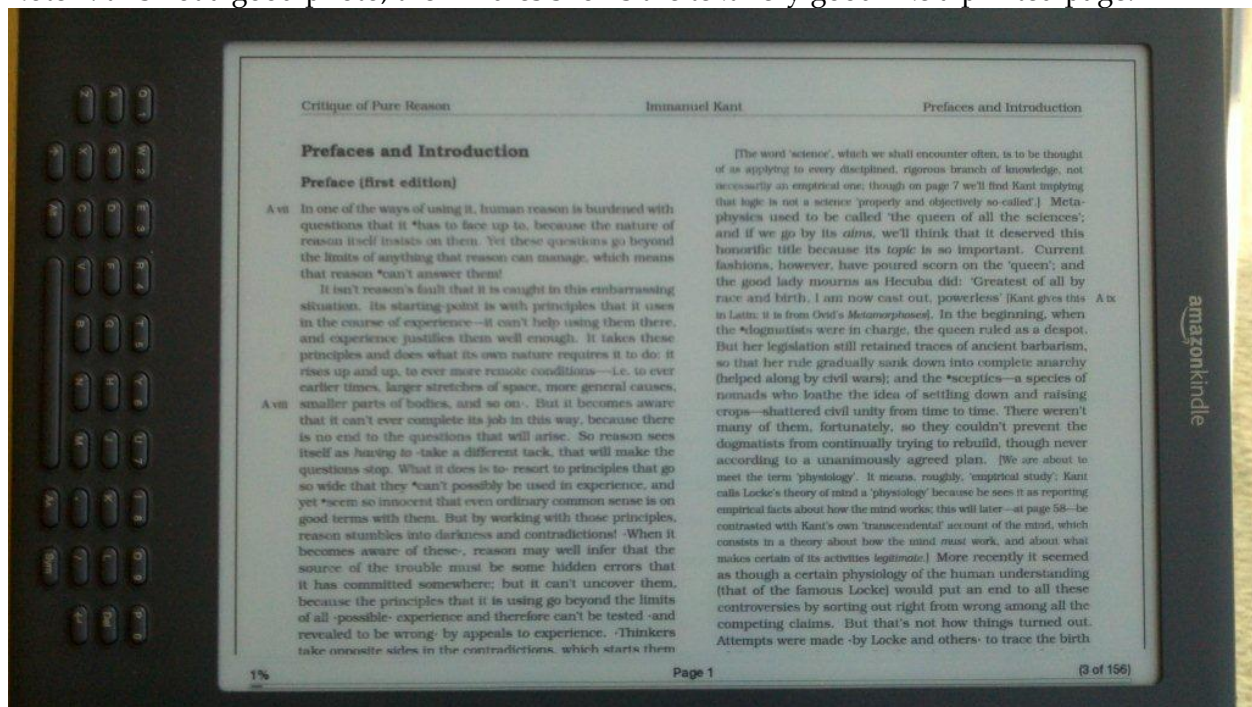 Critique of Pure Reason Immanuel Kant Prefaces and Introduction
Prefaces and Introduction
Preface (first edition)
A vii In one of the ways of using it, human reason is burdened with
questions that it •has to face up to, because the nature of
reason itself insists on them. Yet these questions go beyond
the limits of anything that reason can manage, which means
that reason •can't answer them!
It isn't reason's fault that it is caught in this embarrassing
situation. Its starting-point is with principles that it uses
in the course of experience—it can't help using them there,
and experience justifies them well enough. It takes these
principles and does what its own nature requires it to do: it
rises up and up, to ever more remote conditions—i.e. to ever
earlier times, larger stretches of space, more general causes,
A viii smaller parts of bodies, and so on·. But it becomes aware
that it can't ever complete its job in this way, because there
is no end to the questions that will arise. So reason sees
itself as having to ·take a different tack, that will make the
questions stop. What it does is to· resort to principles that go
so wide that they •can't possibly be used in experience, and
yet •seem so innocent that even ordinary common sense is on
good terms with them. But by working with those principles,
reason stumbles into darkness and contradictions! ·When it
becomes aware of these·, reason may well infer that the
source of the trouble must be some hidden errors that
it has committed somewhere; but it can't uncover them,
because the principles that it is using go beyond the limits
of all ·possible· experience and therefore can't be tested ·and
revealed to be wrong· by appeals to experience. ·Thinkers
take opposite sides in the contradictions, which starts them
[The word 'science', which we shall encounter often, is to be thought
of as applying to every disciplined, rigorous branch of knowledge, not
necessarily an empirical one; though on page 7 we'll find Kant implying
that logic is not a science 'properly and objectively so-called'.] Meta-
physics used to be called 'the queen of all the sciences';
and if we go by its aims, we'll think that it deserved this
honorific title because its topic is so important. Current
fashions, however, have poured scorn on the 'queen'; and
the good lady mourns as Hecuba did: 'Greatest of all by
race and birth, I am now cast out, powerless' [Kant gives this A ix
in Latin; it is from Ovid's Metamorphoses]. In the beginning, when
the •dogmatists were in charge, the queen ruled as a despot.
But her legislation still retained traces of ancient barbarism,
so that her rule gradually sank down into complete anarchy
(helped along by civil wars); and the •sceptics—a species of
nomads who loathe the idea of settling down and raising
crops—shattered civil unity from time to time. There weren't
many of them, fortunately, so they couldn't prevent the
dogmatists from continually trying to rebuild, though never
according to a unanimously agreed plan. [We are about to
meet the term 'physiology'. It means, roughly, 'empirical study'; Kant
calls Locke's theory of mind a 'physiology' because he sees it as reporting
empirical facts about how the mind works; this will later—at page 58—be
contrasted with Kant's own 'transcendental' account of the mind, which
consists in a theory about how the mind must work, and about what
makes certain of its activities legitimate.] More recently it seemed
as though a certain physiology of the human understanding
(that of the famous Locke) would put an end to all these
controversies by sorting out right from wrong among all the
competing claims. But that's not how things turned out.
Attempts were made ·by Locke and others· to trace the birth
1% Page 1 (3 of 156)
amazonkindle